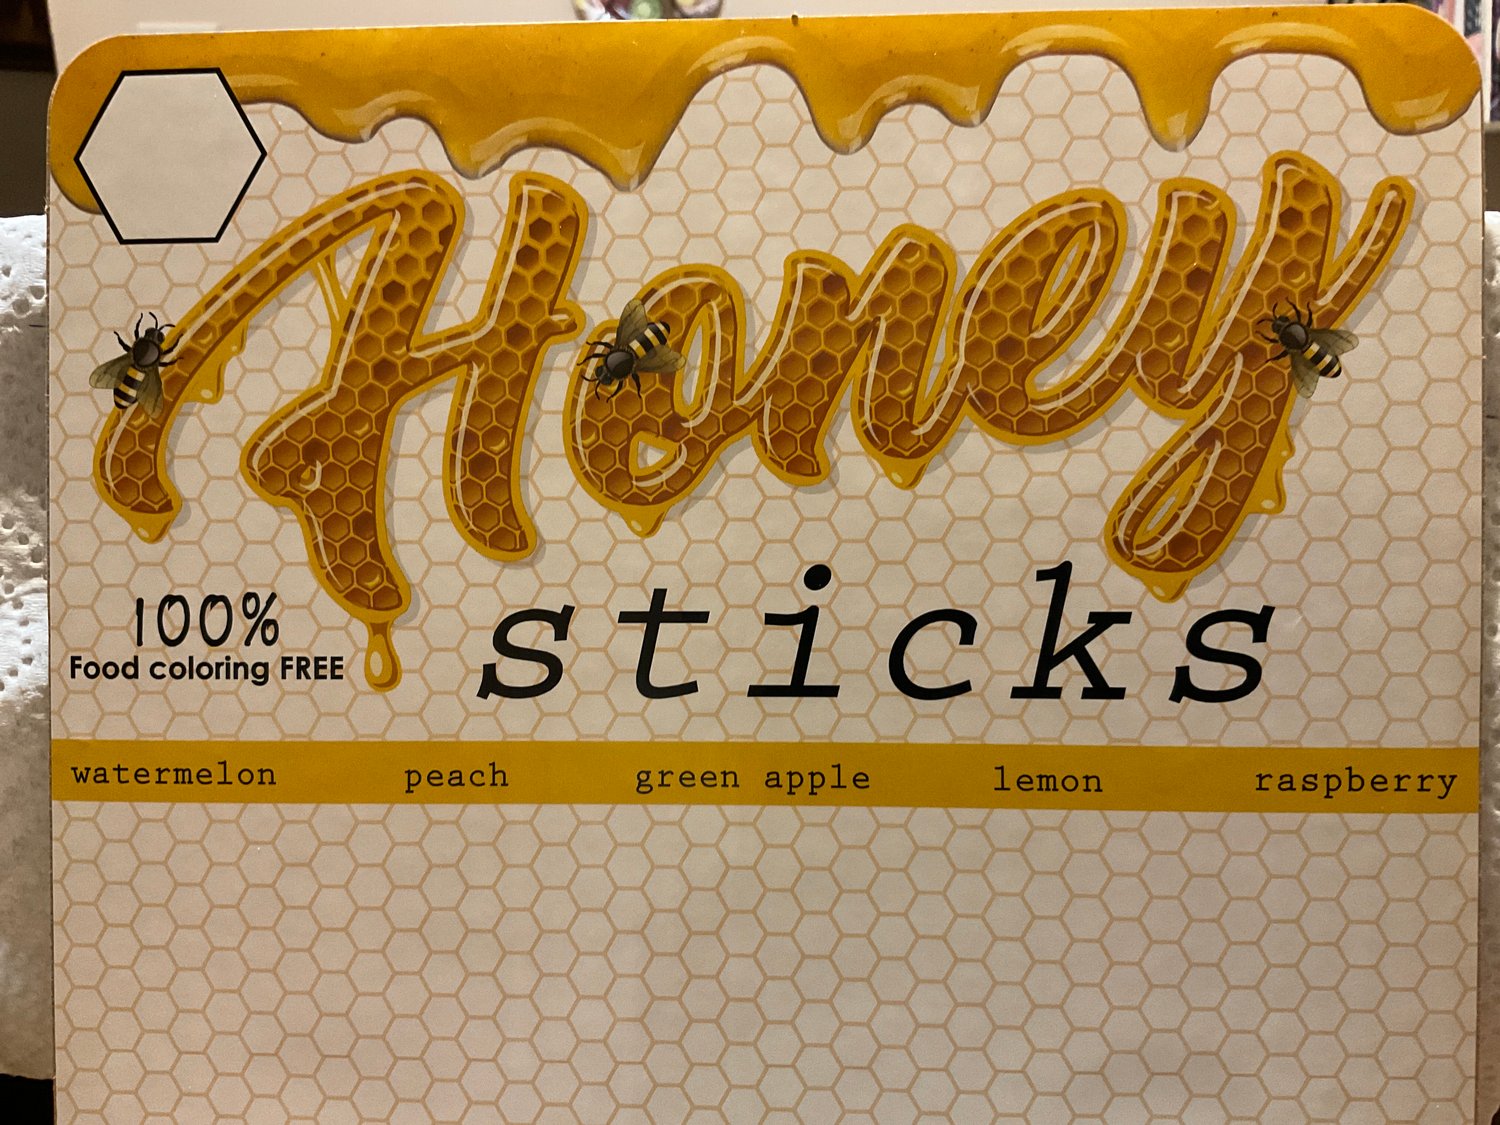 Honey
sticks
100%
Food coloring FREE
watermelon peach green apple lemon raspberry